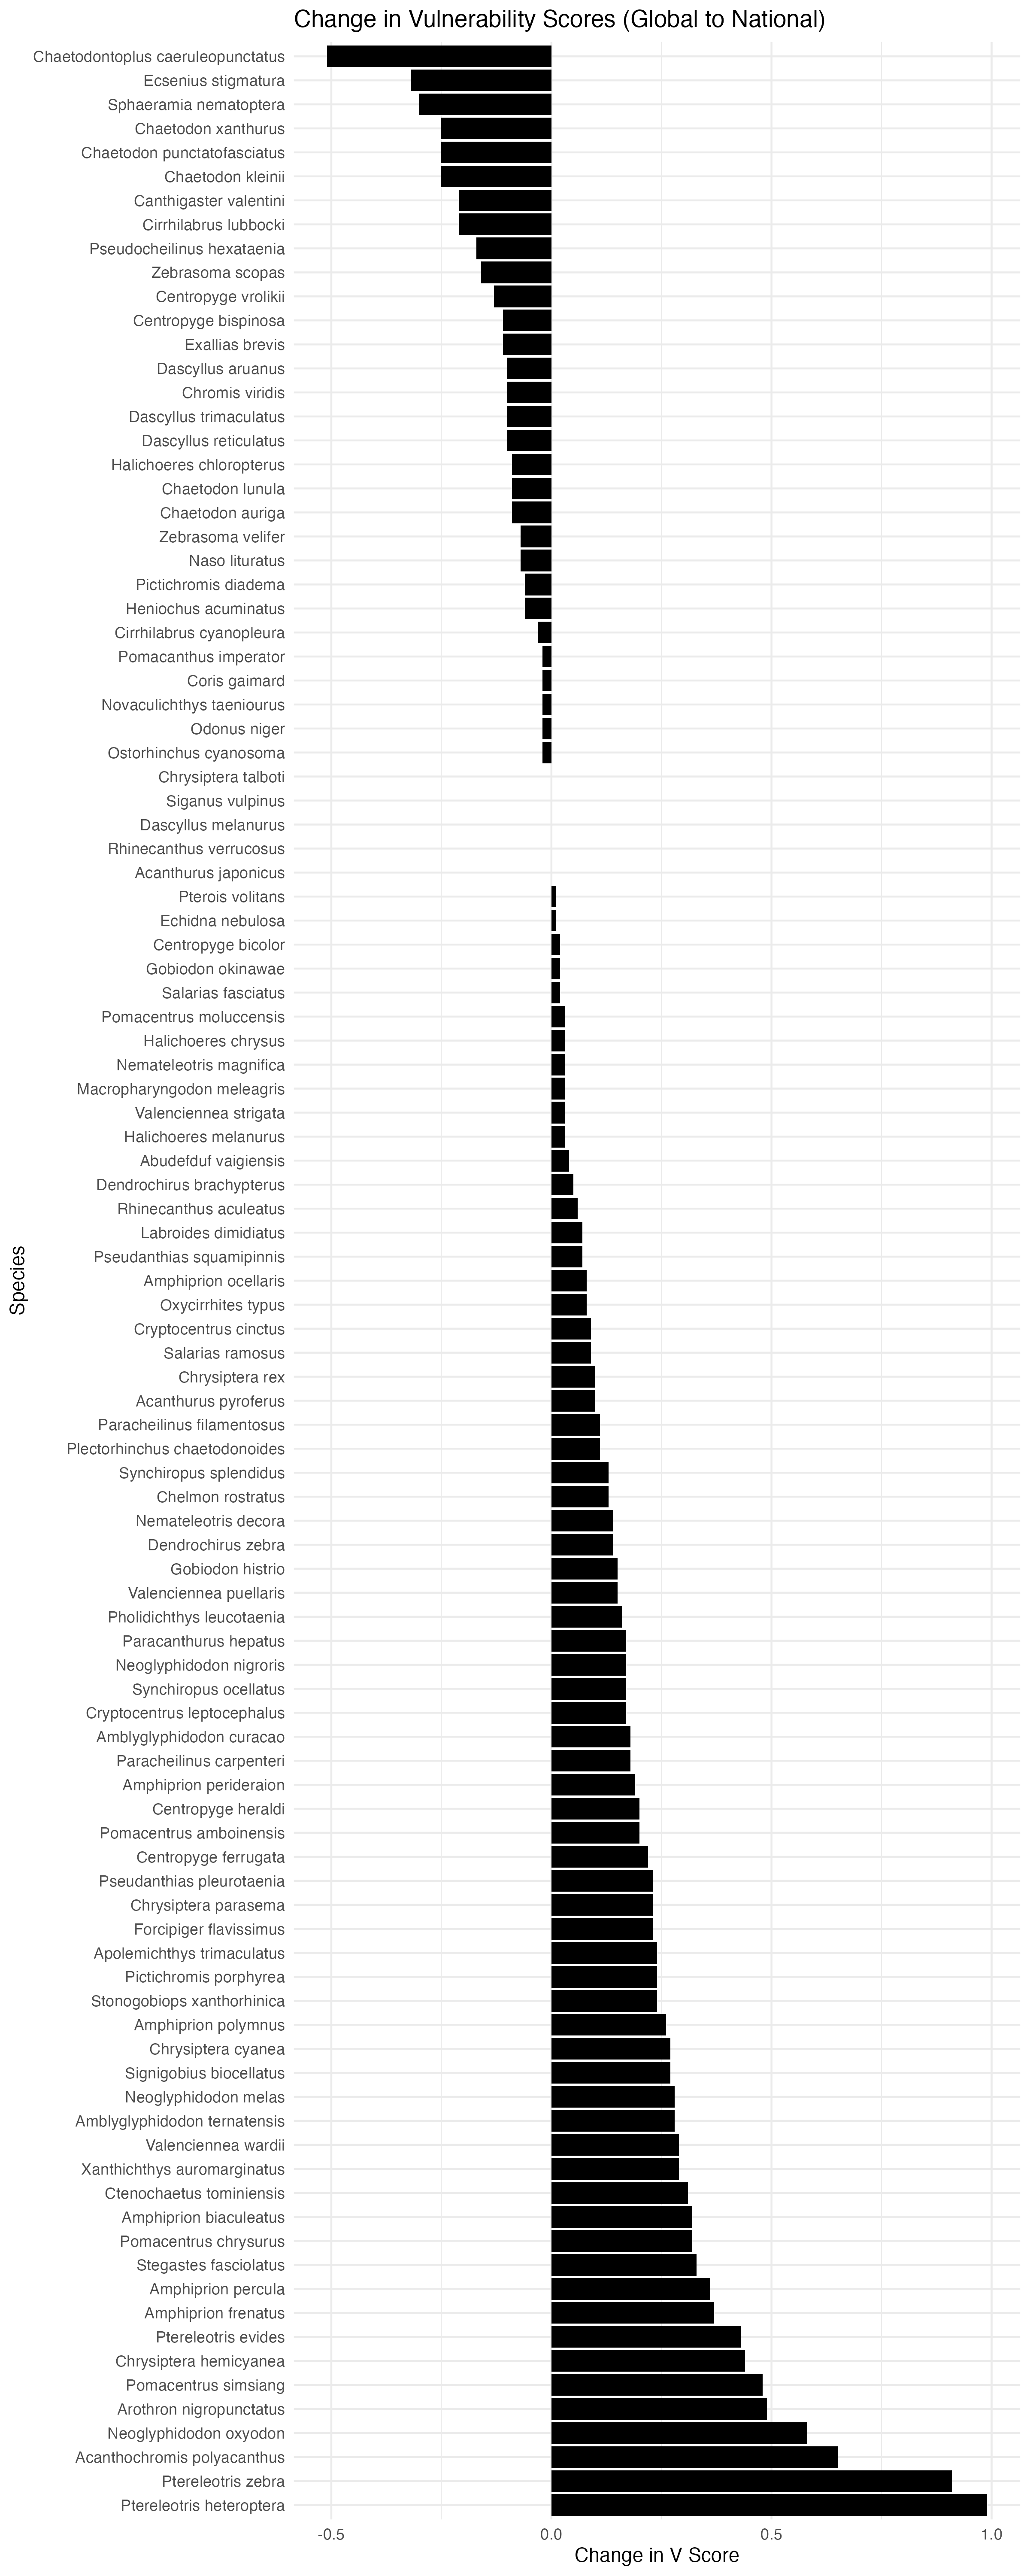 Change in Vulnerability Scores (Global to National)
Chaetodontoplus caeruleopunctatus
Ecsenius stigmatura
Sphaeramia nematoptera
Chaetodon xanthurus
Chaetodon punctatofasciatus
Chaetodon kleinii
Canthigaster valentini
Cirrhilabrus lubbocki
Pseudocheilinus hexataenia
Zebrasoma scopas
Centropyge vrolikii
Centropyge bispinosa
Exallias brevis
Dascyllus aruanus
Chromis viridis
Dascyllus trimaculatus
Dascyllus reticulatus
Halichoeres chloropterus
Chaetodon lunula
Chaetodon auriga
Zebrasoma velifer
Naso lituratus
Pictichromis diadema
Heniochus acuminatus
Cirrhilabrus cyanopleura
Pomacanthus imperator
Coris gaimard
Novaculichthys taeniourus
Odonus niger
Ostorhinchus cyanosoma
Chrysiptera talboti
Siganus vulpinus
Dascyllus melanurus
Rhinecanthus verrucosus
Acanthurus japonicus
Pterois volitans
Echidna nebulosa
Centropyge bicolor
Gobiodon okinawae
Salarias fasciatus
Pomacentrus moluccensis
Halichoeres chrysus
Nemateleotris magnifica
Macropharyngodon meleagris
Valenciennea strigata
Halichoeres melanurus
Abudefduf vaigiensis
Dendrochirus brachypterus
Rhinecanthus aculeatus
Labroides dimidiatus
Pseudanthias squamipinnis
Amphiprion ocellaris
Oxycirrhites typus
Cryptocentrus cinctus
Salarias ramosus
Chrysiptera rex
Acanthurus pyroferus
Paracheilinus filamentosus
Plectorhinchus chaetodonoides
Synchiropus splendidus
Chelmon rostratus
Nemateleotris decora
Dendrochirus zebra
Gobiodon histrio
Valenciennea puellaris
Pholidichthys leucotaenia
Paracanthurus hepatus
Neoglyphidodon nigroris
Synchiropus ocellatus
Cryptocentrus leptocephalus
Amblyglyphidodon curacao
Paracheilinus carpenteri
Amphiprion perideraion
Centropyge heraldi
Pomacentrus amboinensis
Centropyge ferrugata
Pseudanthias pleurotaenia
Chrysiptera parasema
Forcipiger flavissimus
Apolemichthys trimaculatus
Pictichromis porphyrea
Stonogobiops xanthorhinica
Amphiprion polymnus
Chrysiptera cyanea
Signigobius biocellatus
Neoglyphidodon melas
Amblyglyphidodon ternatensis
Valenciennea wardii
Xanthichthys auromarginatus
Ctenochaetus tominiensis
Amphiprion biaculeatus
Pomacentrus chrysurus
Stegastes fasciolatus
Amphiprion percula
Amphiprion frenatus
Ptereleotris evides
Chrysiptera hemicyanea
Pomacentrus simsiang
Arothron nigropunctatus
Neoglyphidodon oxyodon
Acanthochromis polyacanthus
Ptereleotris zebra
Ptereleotris heteroptera
Species
-0.5 0.0 0.5 1.0
Change in V Score